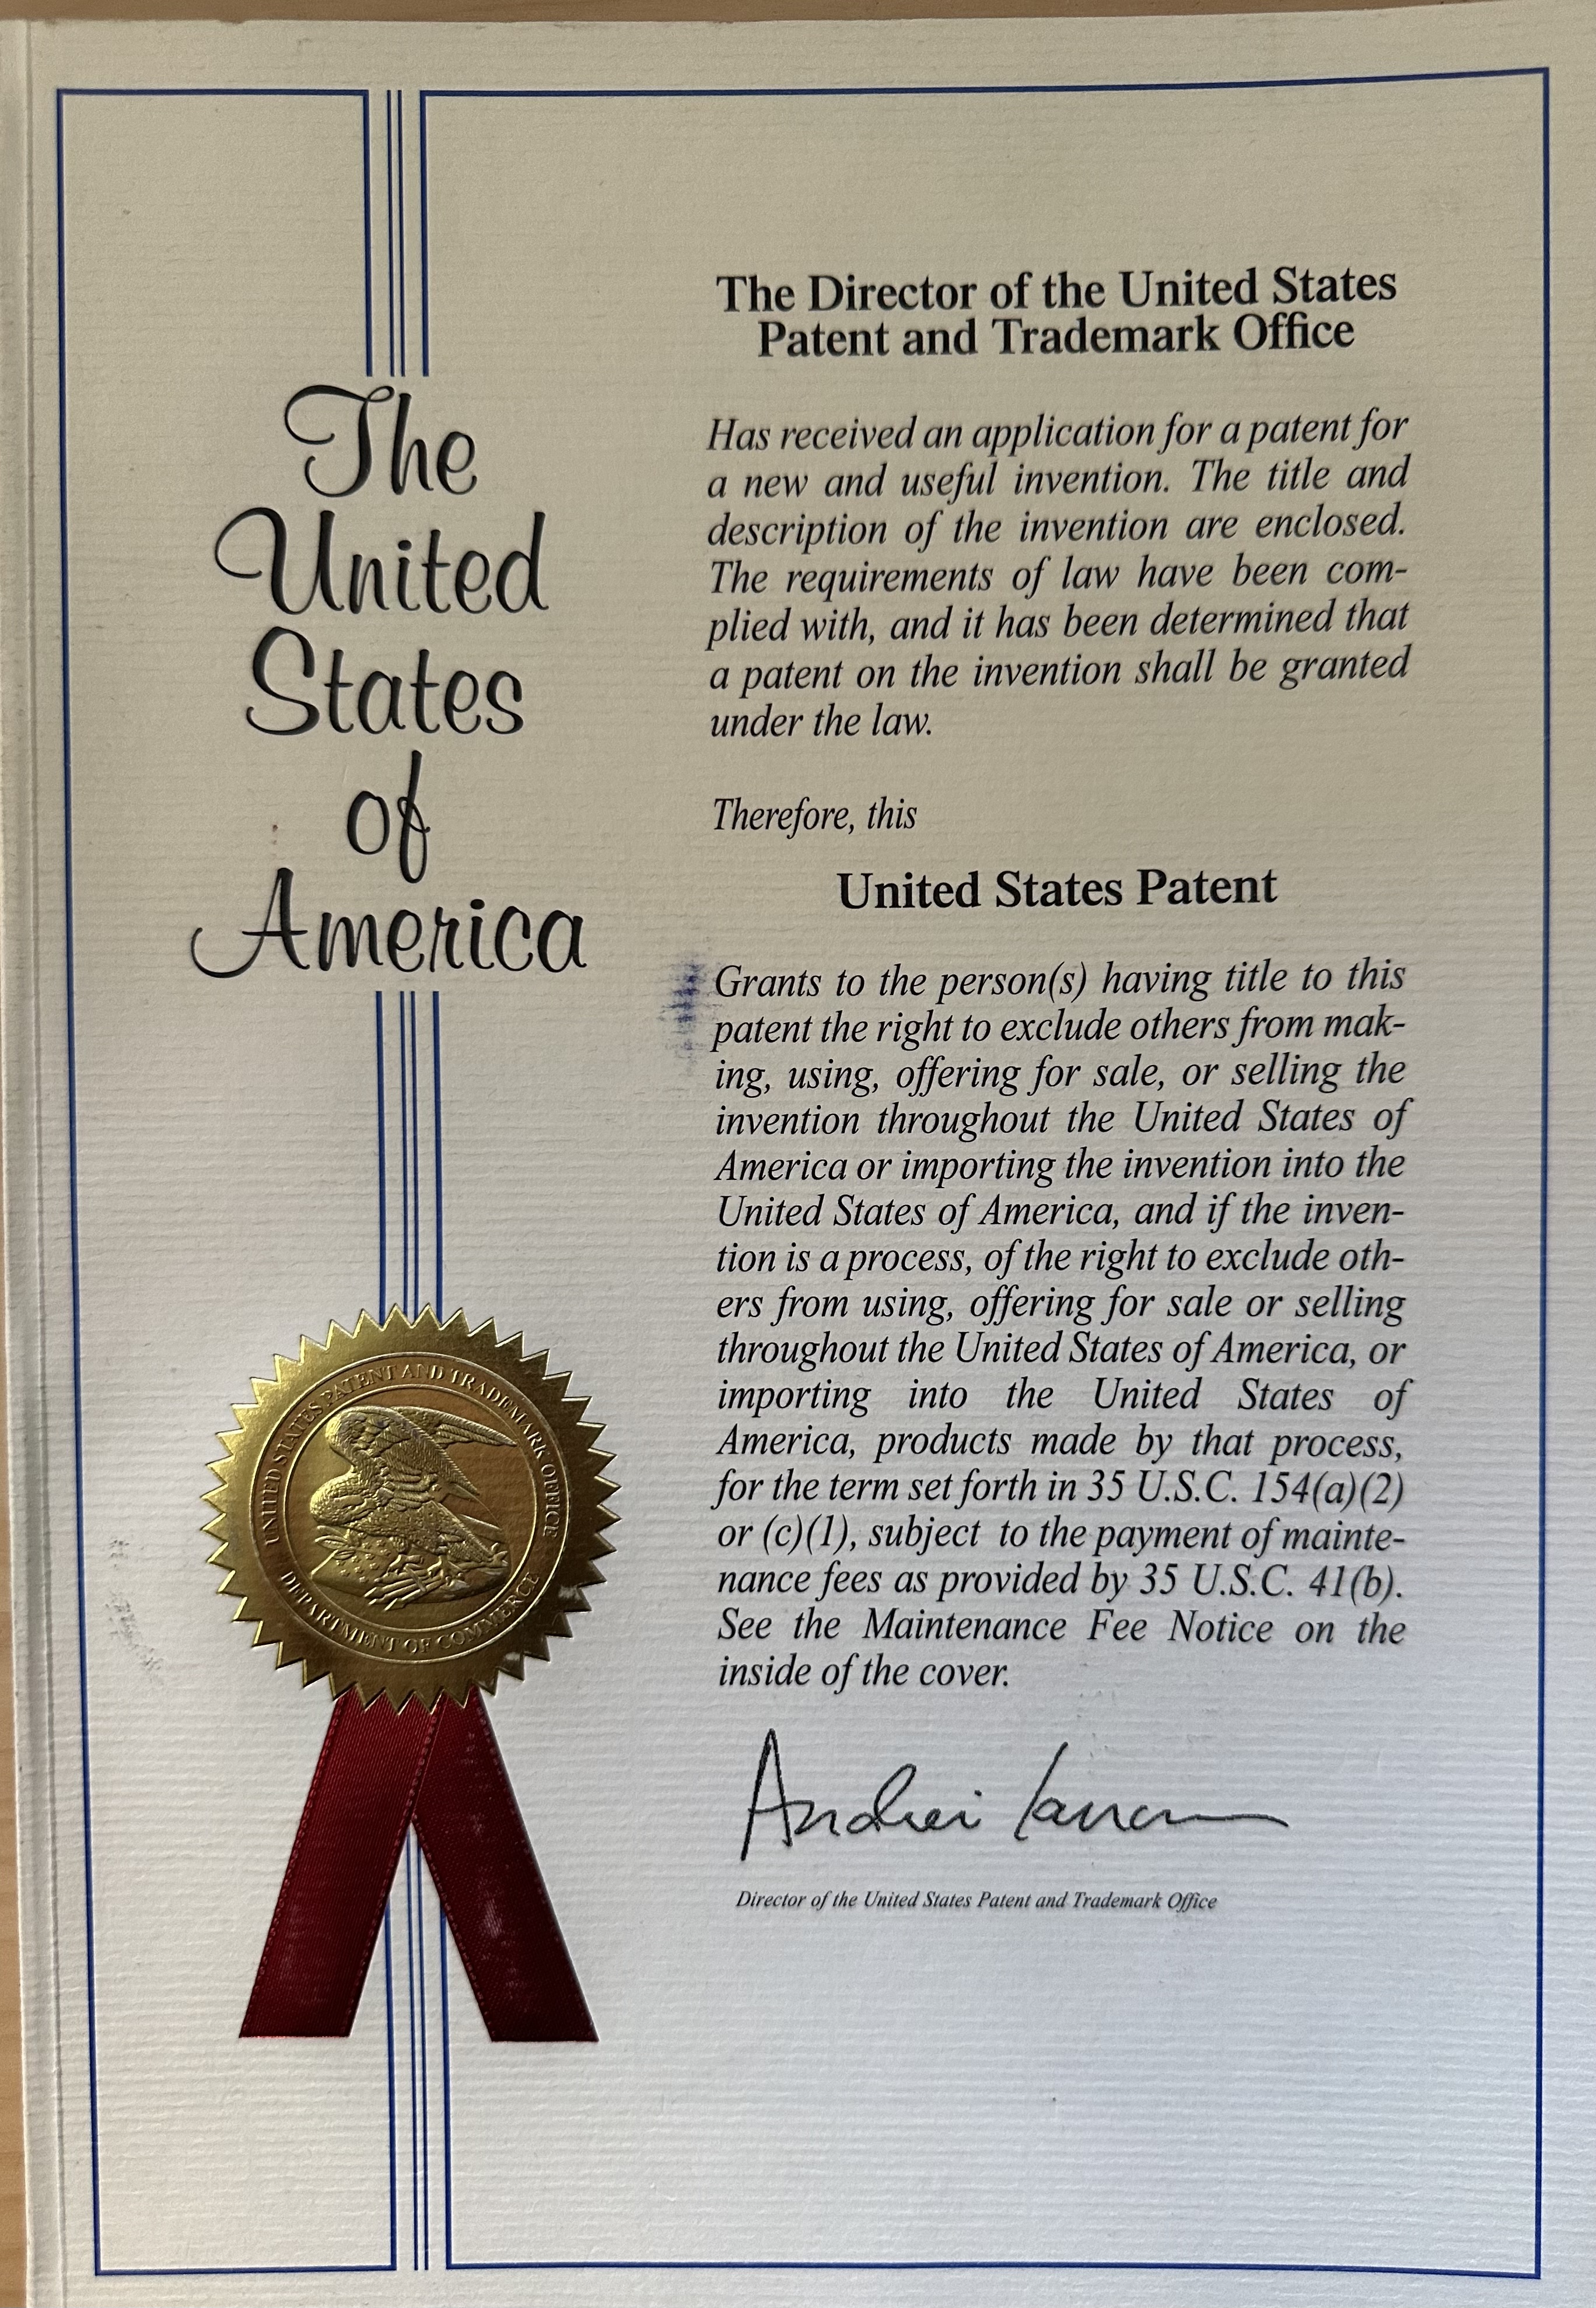 The
United
States
of
America
UNITED STATES PATENT AND TRADEMARK OFFICE
DEPARTMENT OF COMMERCE
The Director of the United States
Patent and Trademark Office
Has received an application for a patent for
a new and useful invention. The title and
description of the invention are enclosed.
The requirements of law have been com-
plied with, and it has been determined that
a patent on the invention shall be granted
under the law.
Therefore, this
United States Patent
Grants to the person(s) having title to this
patent the right to exclude others from mak-
ing, using, offering for sale, or selling the
invention throughout the United States of
America or importing the invention into the
United States of America, and if the inven-
tion is a process, of the right to exclude oth-
ers from using, offering for sale or selling
throughout the United States of America, or
importing into the United States of
America, products made by that process,
for the term set forth in 35 U.S.C. 154(a)(2)
or (c)(1), subject to the payment of mainte-
nance fees as provided by 35 U.S.C. 41(b).
See the Maintenance Fee Notice on the
inside of the cover.
Andrei Iancu
Director of the United States Patent and Trademark Office